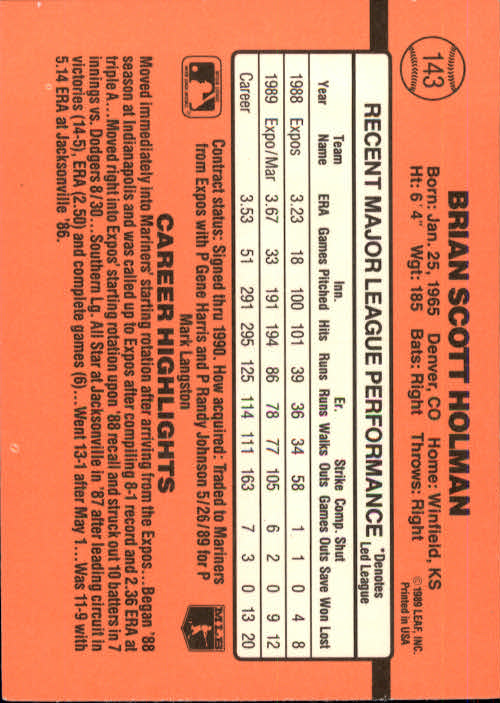 143
BRIAN SCOTT HOLMAN
Born: Jan. 25, 1965 Denver, CO Home: Winfield, KS
Ht: 6' 4" Wgt: 185 Bats: Right Throws: Right
©1989 LEAF, INC.
Printed in USA
RECENT MAJOR LEAGUE PERFORMANCE *Denotes Led League
Team Inn. Er. Strike Comp. Shut
Year Name ERA Games Pitched Hits Runs Runs Walks Outs Games Outs Save Won Lost
1988 Expos 3.23 18 100 101 39 36 34 58 1 1 0 4 8
1989 Expo/Mar 3.67 33 191 194 86 78 77 105 6 2 0 9 12
Career 3.53 51 291 295 125 114 111 163 7 3 0 13 20
Contract status: Signed thru 1990. How acquired: Traded to Mariners
from Expos with P Gene Harris and P Randy Johnson 5/26/89 for P
Mark Langston
MLB
CAREER HIGHLIGHTS
Moved immediately into Mariners' starting rotation after arriving from the Expos...Began '88
season at Indianapolis and was called up to Expos after compiling 8-1 record and 2.36 ERA at
triple A...Moved right into Expos' starting rotation upon '88 recall and struck out 10 batters in 7
innings vs. Dodgers 8/30...Southern Lg. All Star at Jacksonville in '87 after leading circuit in
victories (14-5), ERA (2.50) and complete games (6)...Went 13-1 after May 1...Was 11-9 with
5.14 ERA at Jacksonville '86.